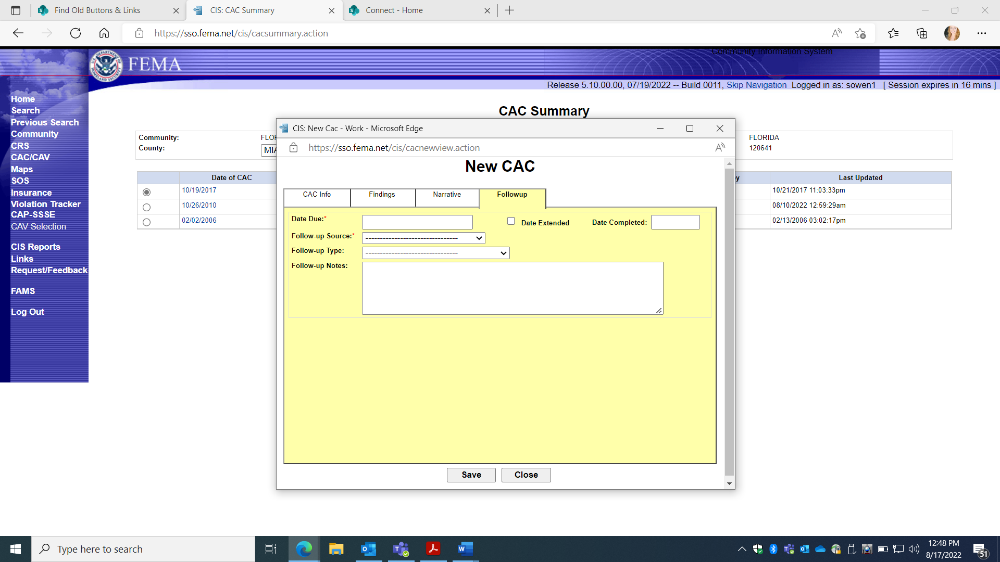 Find Old Buttons & Links
CIS: CAC Summary
Connect - Home
https://sso.fema.net/cis/cacsummary.action
FEMA
Community Information System
Release 5.10.00.00, 07/19/2022 -- Build 0011, Skip Navigation Logged in as: sowen1 [ Session expires in 16 mins ]
Home
Search
Previous Search
Community
CRS
CAC/CAV
Maps
SOS
Insurance
Violation Tracker
CAP-SSSE
CAV Selection
CIS Reports
Links
Request/Feedback
FAMS
Log Out
CAC Summary
Community: FLOR
FLORIDA
County: MIA
120641
Date of CAC
y
Last Updated
10/19/2017
10/21/2017 11:03:33pm
10/26/2010
08/10/2022 12:59:29am
02/02/2006
02/13/2006 03:02:17pm
CIS: New Cac - Work - Microsoft Edge
https://sso.fema.net/cis/cacnewview.action
New CAC
CAC Info
Findings
Narrative
Followup
Date Due:*
Date Extended
Date Completed:
Follow-up Source:* --------------------------------
Follow-up Type: --------------------------------
Follow-up Notes:
Save
Close
Type here to search
12:48 PM
8/17/2022
51